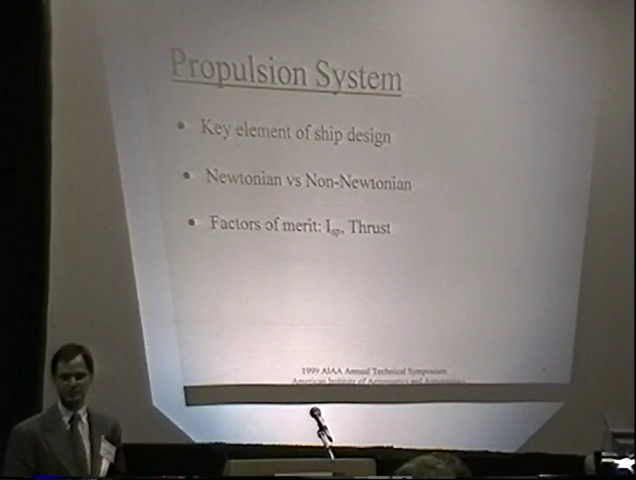 Propulsion System
• Key element of ship design
• Newtonian vs Non-Newtonian
• Factors of merit: Isp, Thrust
1999 AIAA Annual Technical Symposium
American Institute of Aeronautics and Astronautics